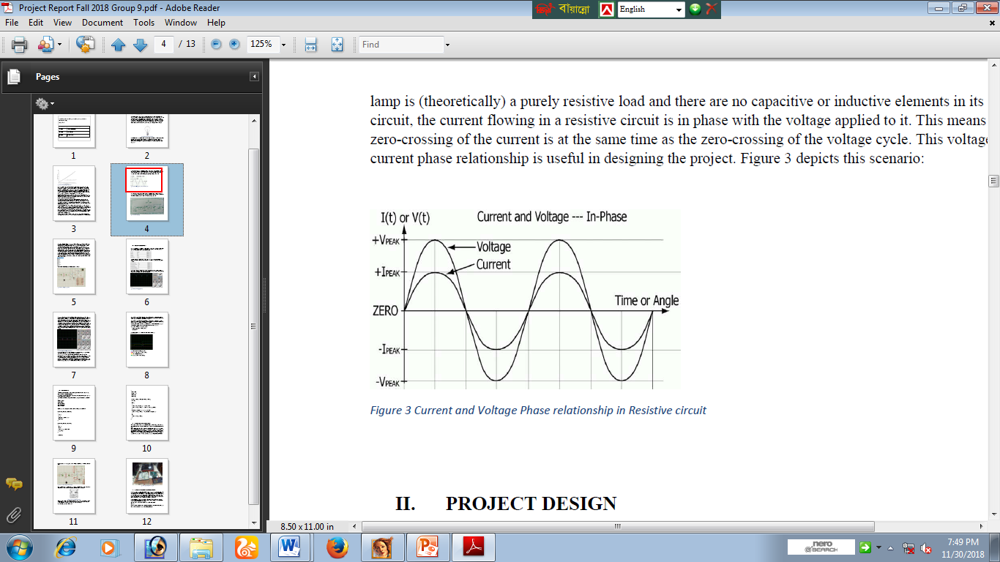 Project Report Fall 2018 Group 9.pdf - Adobe Reader
বায়ান্নো
English
File Edit View Document Tools Window Help
4 / 13
125%
Find
Pages
1
2
3
4
5
6
7
8
9
10
11
12
lamp is (theoretically) a purely resistive load and there are no capacitive or inductive elements in its
circuit, the current flowing in a resistive circuit is in phase with the voltage applied to it. This means
zero-crossing of the current is at the same time as the zero-crossing of the voltage cycle. This voltage
current phase relationship is useful in designing the project. Figure 3 depicts this scenario:
I(t) or V(t) Current and Voltage --- In-Phase
+VPEAK
Voltage
Current
+IPEAK
Time or Angle
ZERO
-IPEAK
-VPEAK
Figure 3 Current and Voltage Phase relationship in Resistive circuit
II. PROJECT DESIGN
8.50 x 11.00 in
nero
SEARCH
7:49 PM
11/30/2018